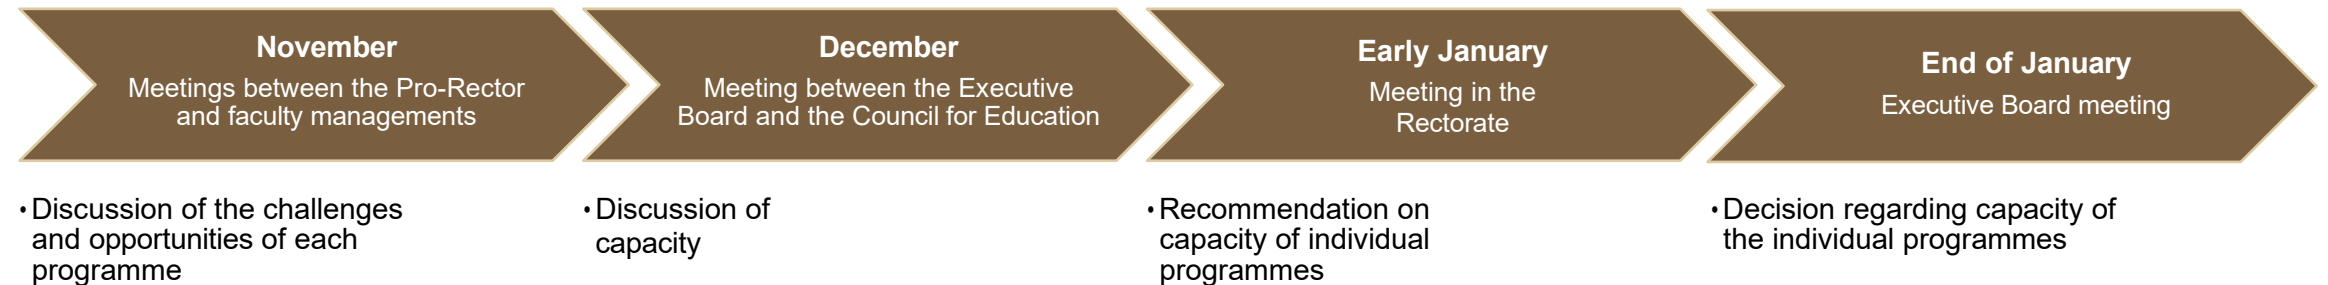 November
Meetings between the Pro-Rector
and faculty managements
December
Meeting between the Executive
Board and the Council for Education
Early January
Meeting in the
Rectorate
End of January
Executive Board meeting
• Discussion of the challenges
and opportunities of each
programme
• Discussion of
capacity
• Recommendation on
capacity of individual
programmes
• Decision regarding capacity of
the individual programmes